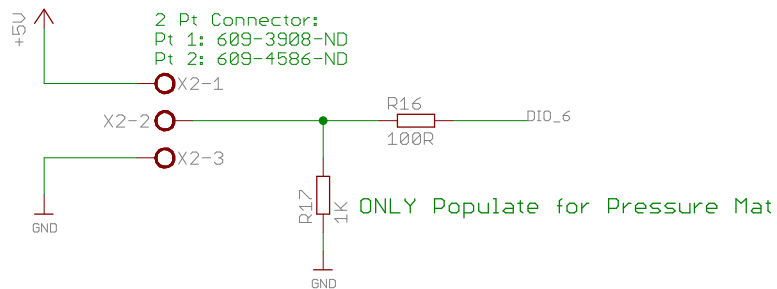 +5V
2 Pt Connector:
Pt 1: 609-3908-ND
Pt 2: 609-4586-ND
X2-1
X2-2
R16
100R
DIO_6
X2-3
R17
1K
ONLY Populate for Pressure Mat
GND
GND